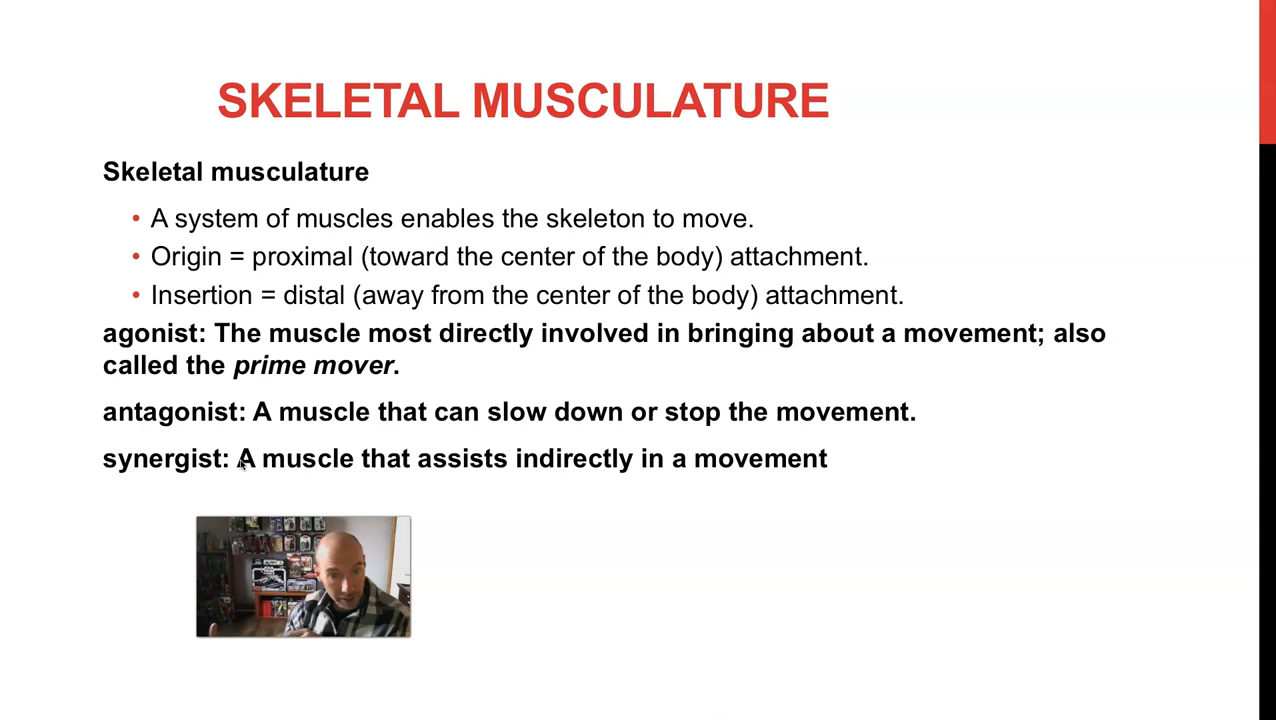 SKELETAL MUSCULATURE
Skeletal musculature
• A system of muscles enables the skeleton to move.
• Origin = proximal (toward the center of the body) attachment.
• Insertion = distal (away from the center of the body) attachment.
agonist: The muscle most directly involved in bringing about a movement; also
called the prime mover.
antagonist: A muscle that can slow down or stop the movement.
synergist: A muscle that assists indirectly in a movement